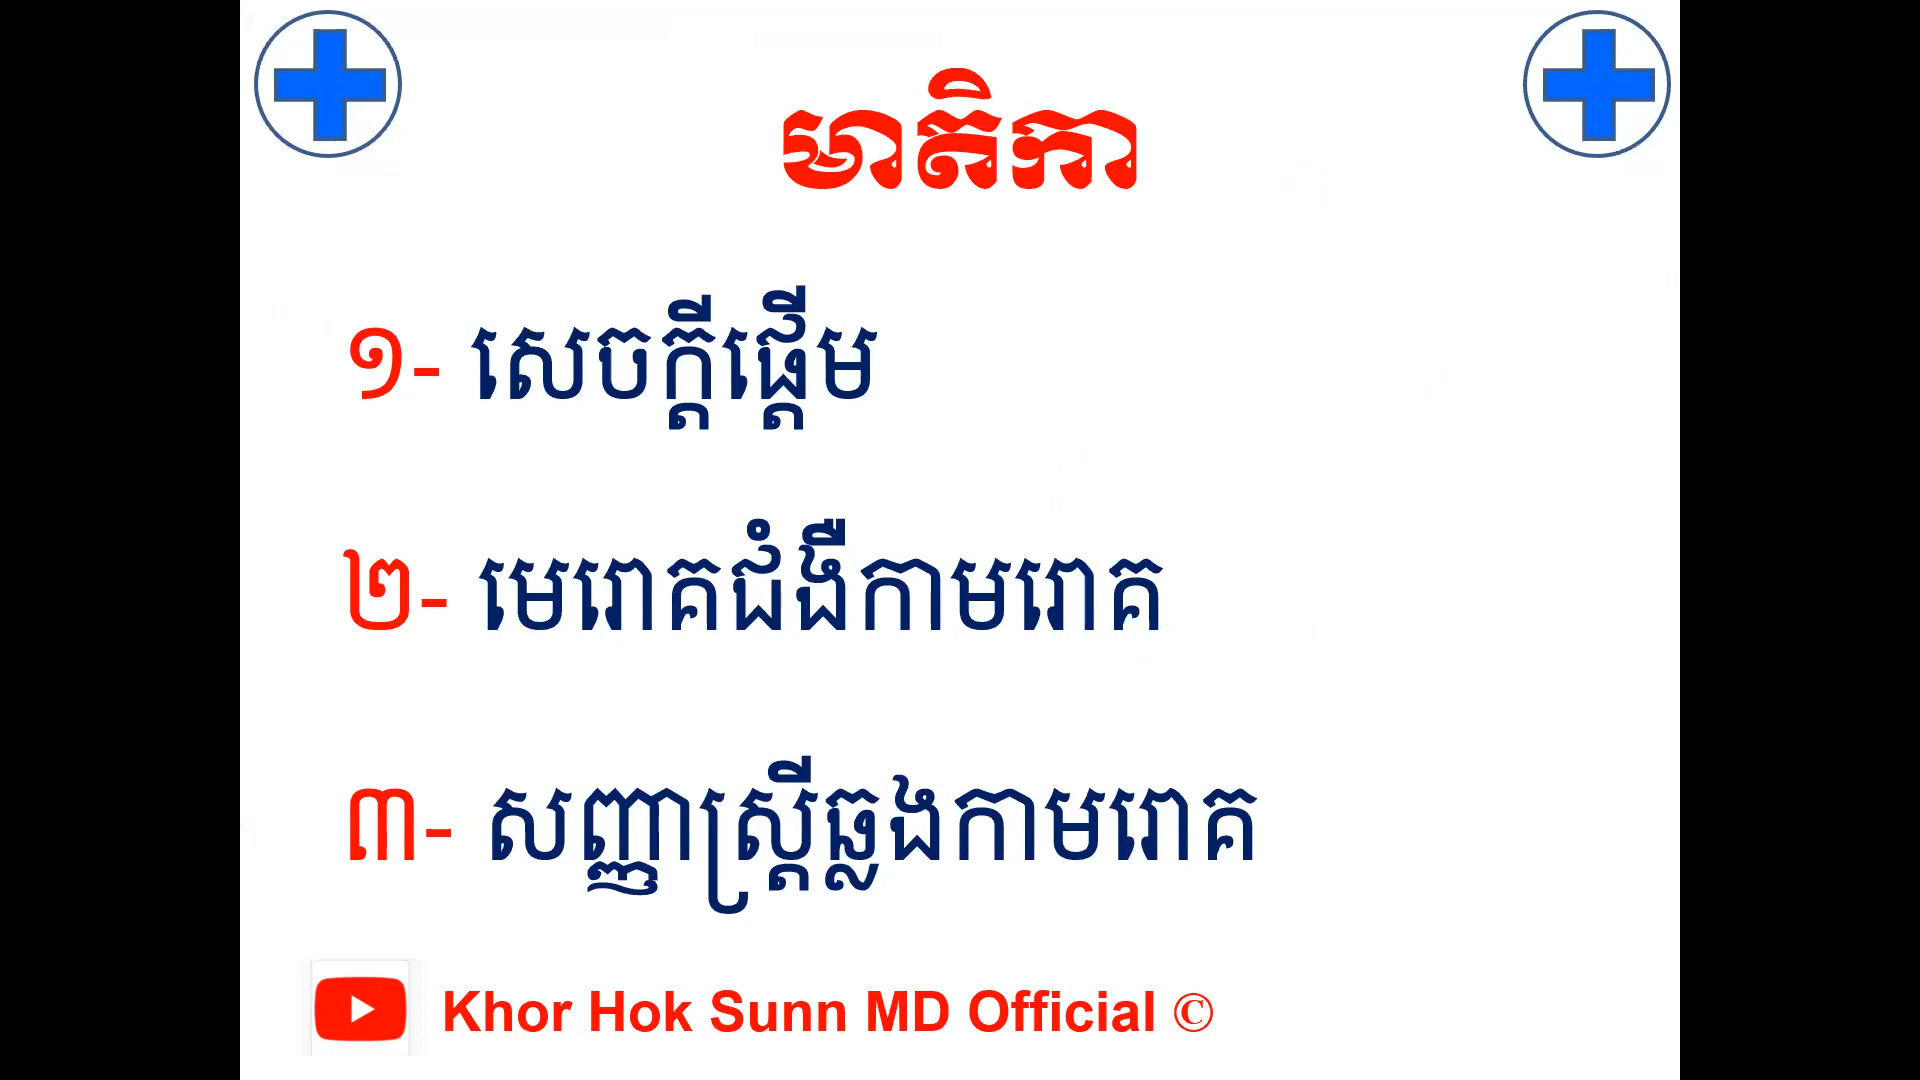 មាតិកា
១- សេចក្ដីផ្ដើម
២- មេរោគជំងឺកាមរោគ
៣- សញ្ញាស្ត្រីឆ្លងកាមរោគ
Khor Hok Sunn MD Official ©